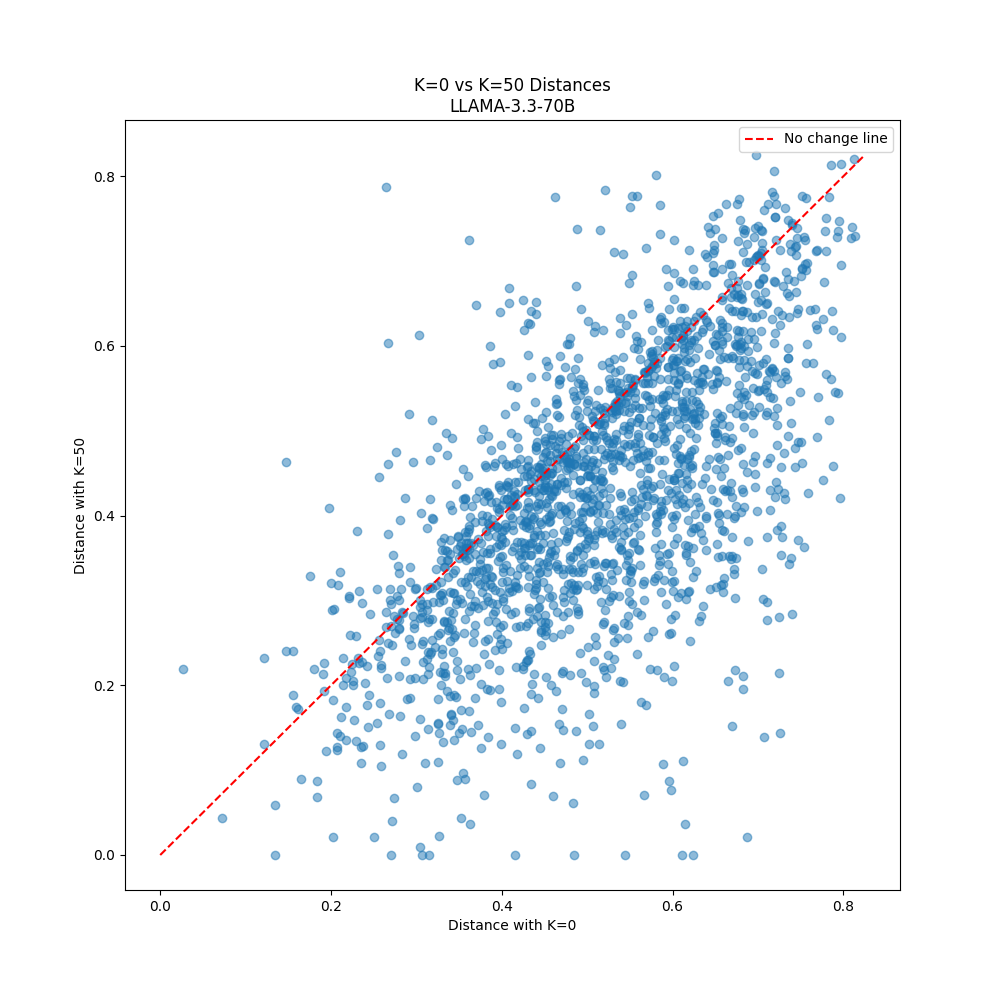 K=0 vs K=50 Distances
LLAMA-3.3-70B
No change line
0.8
0.6
0.4
0.2
0.0
Distance with K=50
0.0 0.2 0.4 0.6 0.8
Distance with K=0